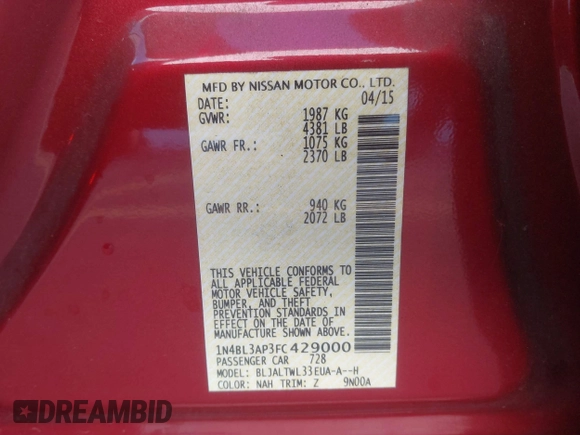 MFD BY NISSAN MOTOR CO., LTD.
DATE: 04/15
GVWR: 1987 KG
4381 LB
GAWR FR.: 1075 KG
2370 LB
GAWR RR.: 940 KG
2072 LB
THIS VEHICLE CONFORMS TO
ALL APPLICABLE FEDERAL
MOTOR VEHICLE SAFETY,
BUMPER, AND THEFT
PREVENTION STANDARDS IN
EFFECT ON THE DATE OF
MANUFACTURE SHOWN ABOVE.
1N4BL3AP3FC429000
PASSENGER CAR 728
MODEL: BLJALTWL33EUA-A--H
COLOR: NAH TRIM: Z 9N00A
DREAMBID